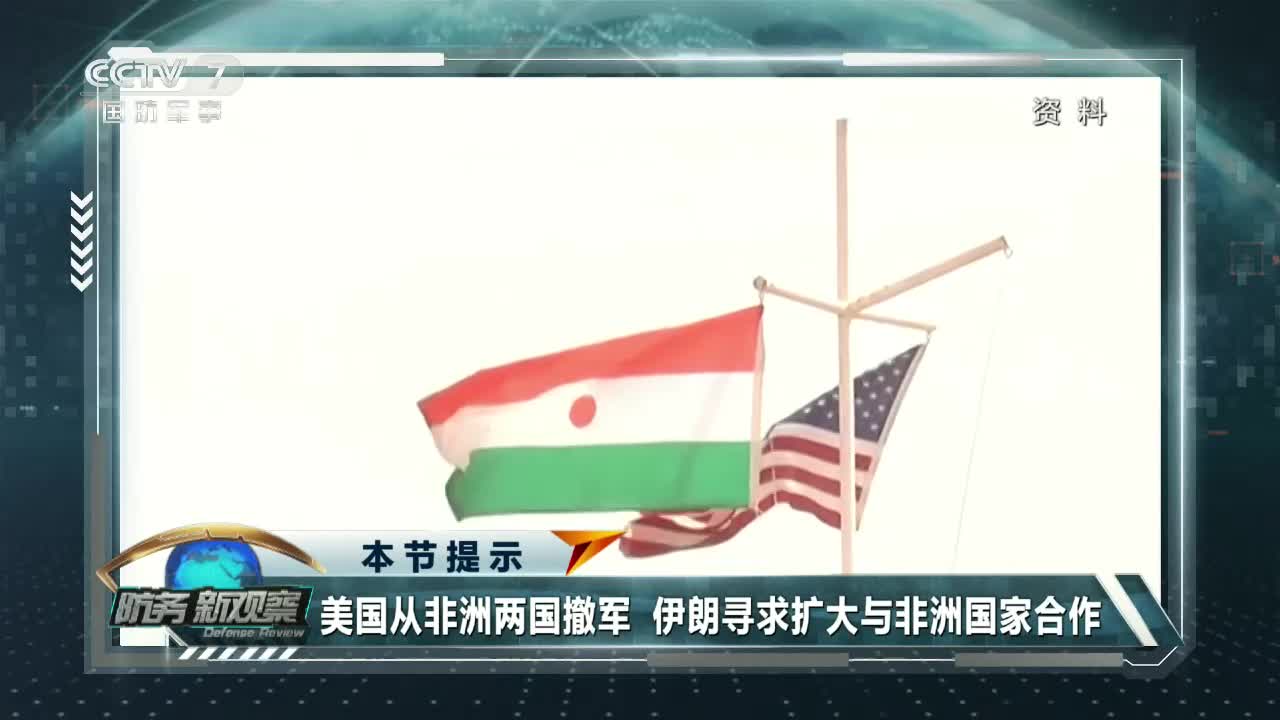 CCTV 7
国防军事
资料
本节提示
防务新观察
Defense Review
美国从非洲两国撤军 伊朗寻求扩大与非洲国家合作